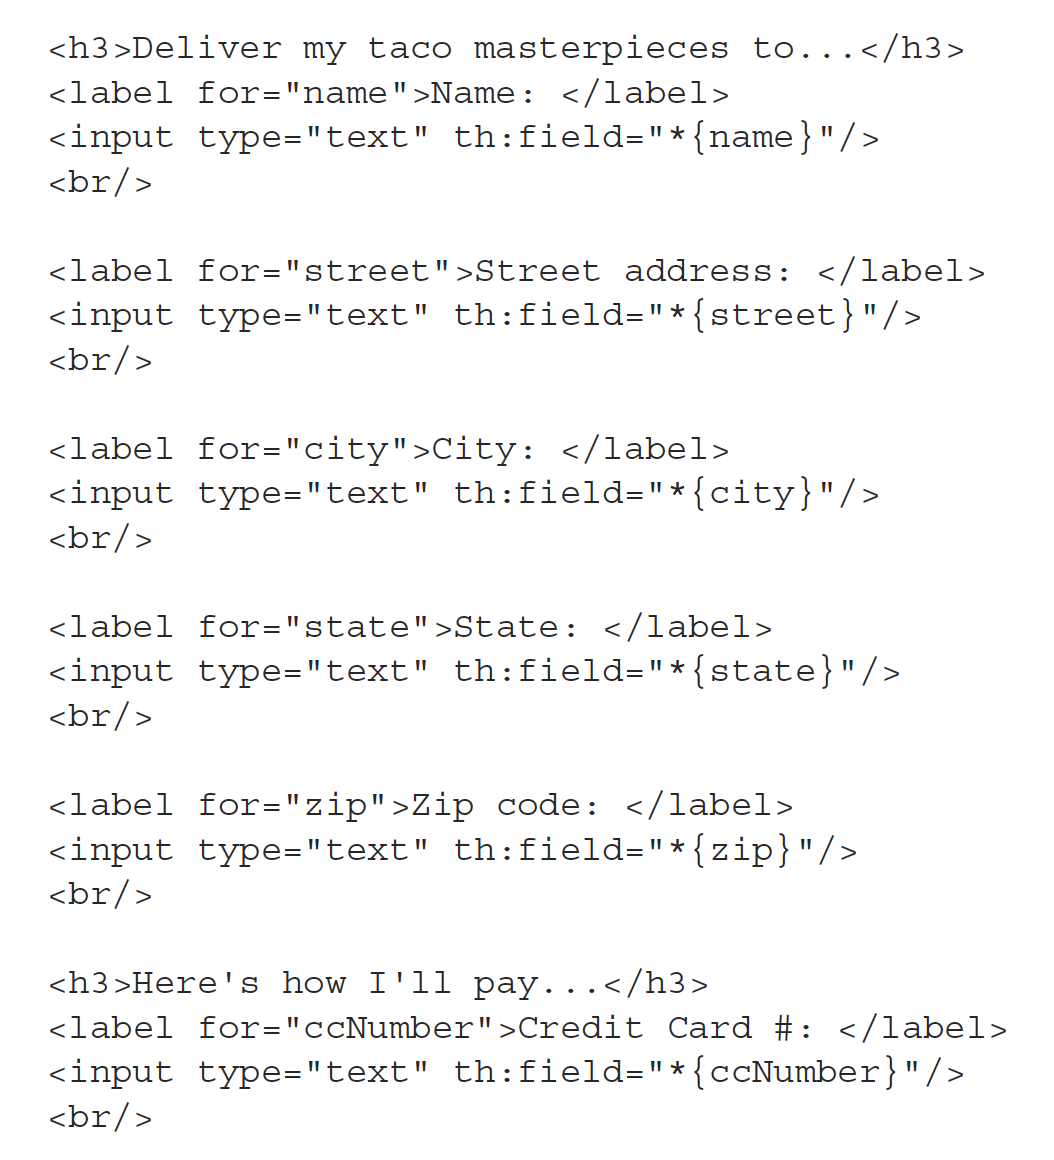 <h3>Deliver my taco masterpieces to...</h3>
<label for="name">Name: </label>
<input type="text" th:field="*{name}"/>
<br/>

<label for="street">Street address: </label>
<input type="text" th:field="*{street}"/>
<br/>

<label for="city">City: </label>
<input type="text" th:field="*{city}"/>
<br/>

<label for="state">State: </label>
<input type="text" th:field="*{state}"/>
<br/>

<label for="zip">Zip code: </label>
<input type="text" th:field="*{zip}"/>
<br/>

<h3>Here's how I'll pay...</h3>
<label for="ccNumber">Credit Card #: </label>
<input type="text" th:field="*{ccNumber}"/>
<br/>